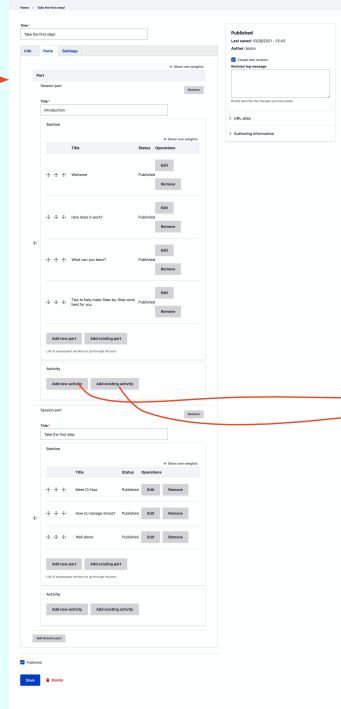 Home > Take the first step!
Title*
Take the first step!
Info Parts Settings
Show row weights
Part
Session part
Remove
Title*
Introduction
Section
Show row weights
Title Status Operations
Welcome Published Edit
Remove
How does it work? Published Edit
Remove
What can you learn? Published Edit
Remove
Tips to help make Step-by-Step work best for you Published Edit
Remove
Add new part Add existing part
List of subsequent sections to go through the part.
Activity
Add new activity Add existing activity
Session part
Remove
Title*
Take the first step
Section
Show row weights
Title Status Operations
Meet Dr Noa Published Edit Remove
How to manage stress? Published Edit Remove
Well done! Published Edit Remove
Add new part Add existing part
List of subsequent sections to go through the part.
Activity
Add new activity Add existing activity
Add Session part
Published
Save Delete
Published
Last saved: 10/28/2021 - 15:43
Author:
Create new revision
Revision log message
Briefly describe the changes you have made.
> URL alias
> Authoring information